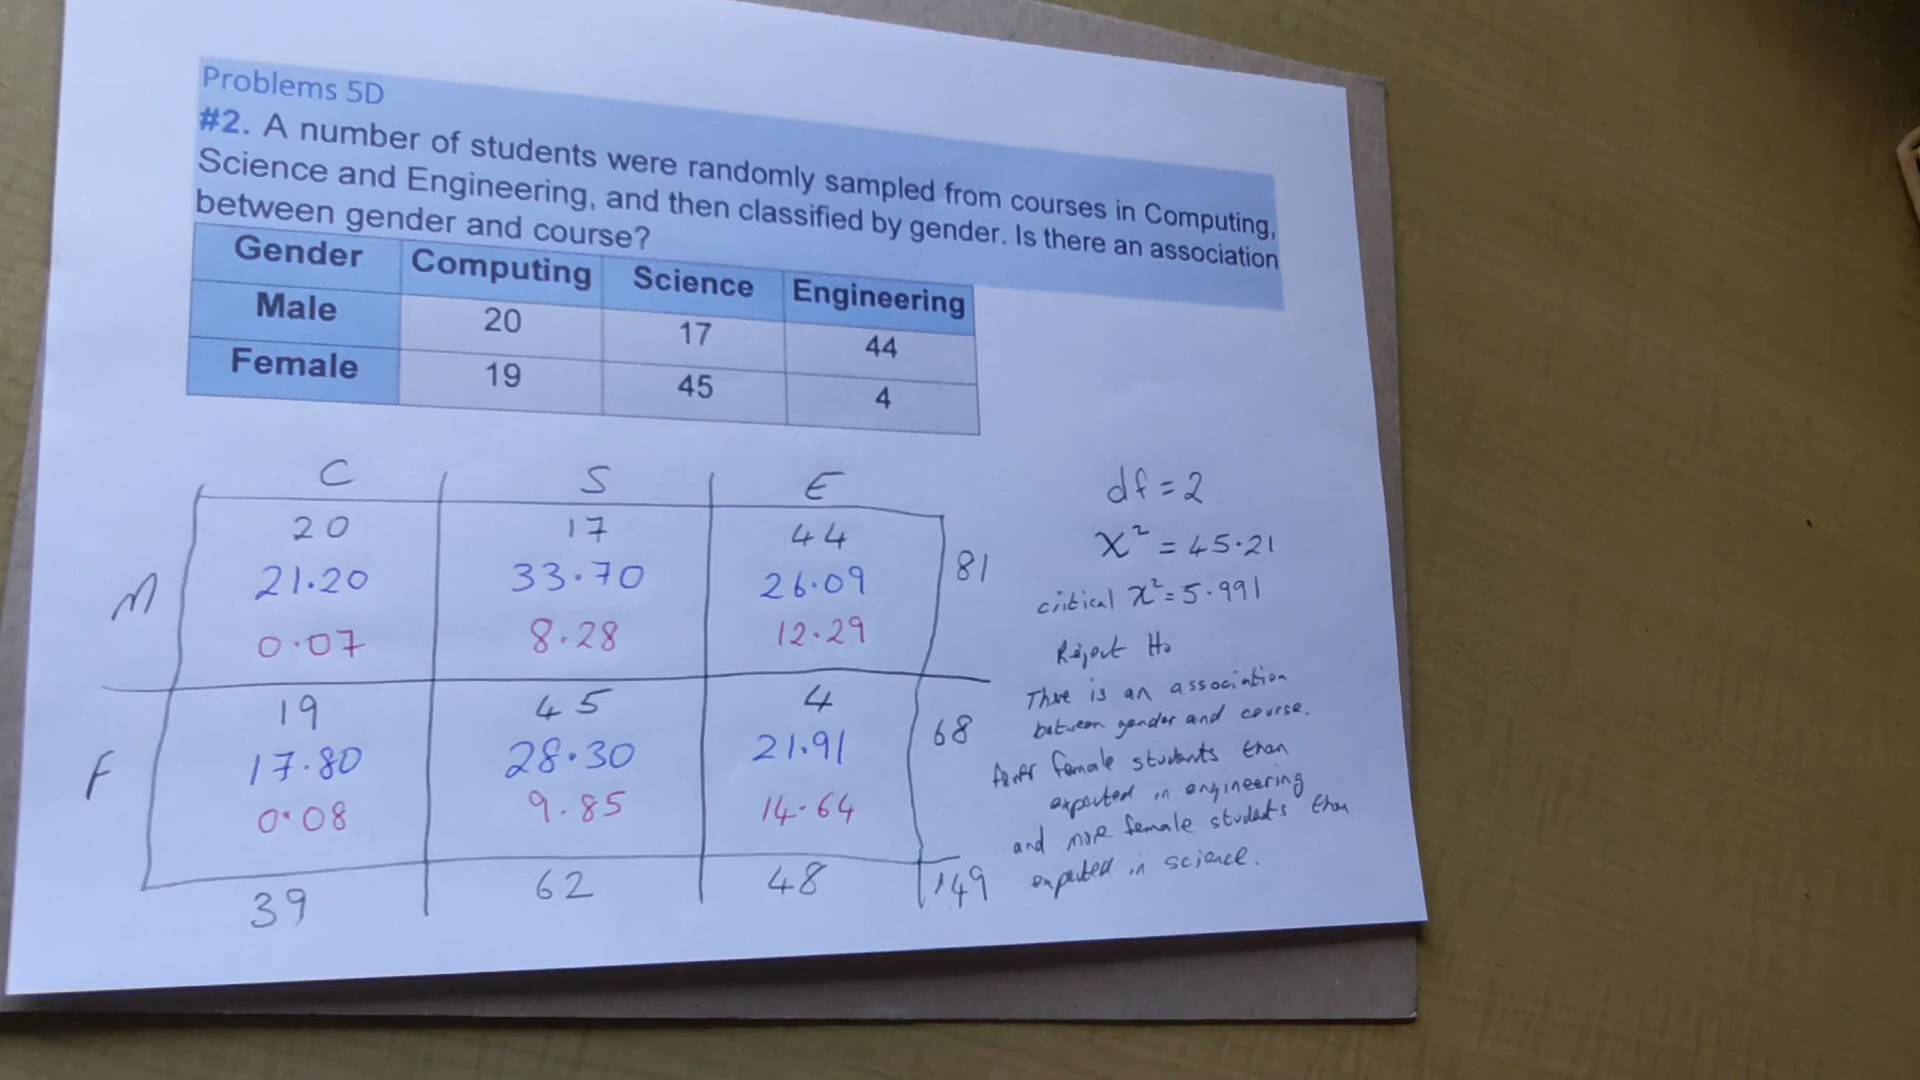 Problems 5D
#2. A number of students were randomly sampled from courses in Computing,
Science and Engineering, and then classified by gender. Is there an association
between gender and course?
Gender Computing Science Engineering
Male 20 17 44
Female 19 45 4
C S E
20 17 44
M 21.20 33.70 26.09 81
0.07 8.28 12.29
19 45 4
F 17.80 28.30 21.91 68
0.08 9.85 14.64
39 62 48 149
df = 2
χ² = 45.21
critical χ² = 5.991
Reject H₀
There is an association
between gender and course.
fewer female students than
expected in engineering
and more female students than
expected in science.